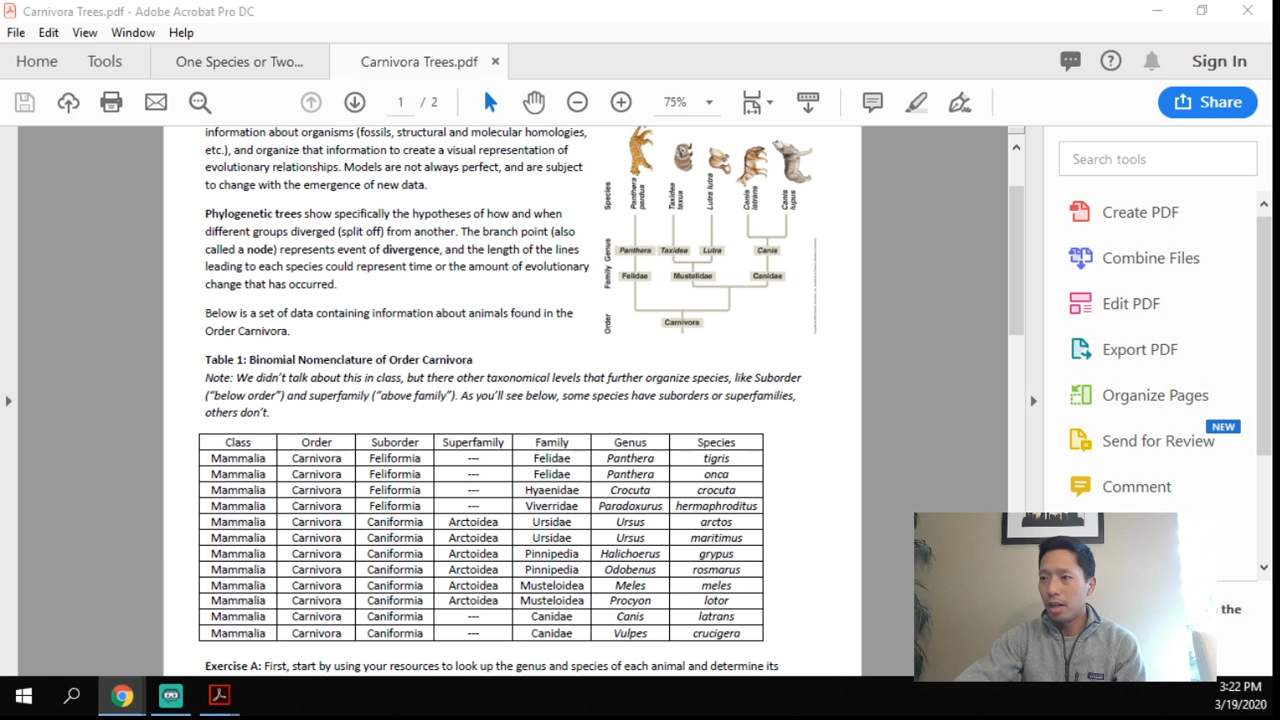 Carnivora Trees.pdf - Adobe Acrobat Pro DC
File Edit View Window Help
Home Tools One Species or Two... Carnivora Trees.pdf ×
Sign In
1 / 2 75% Share
information about organisms (fossils, structural and molecular homologies,
etc.), and organize that information to create a visual representation of
evolutionary relationships. Models are not always perfect, and are subject
to change with the emergence of new data.
Phylogenetic trees show specifically the hypotheses of how and when
different groups diverged (split off) from another. The branch point (also
called a node) represents event of divergence, and the length of the lines
leading to each species could represent time or the amount of evolutionary
change that has occurred.
Below is a set of data containing information about animals found in the
Order Carnivora.
Species
Panthera pardus
Taxidea taxus
Lutra lutra
Canis latrans
Canis lupus
Genus
Panthera Taxidea Lutra Canis
Family
Felidae Mustelidae Canidae
Order
Carnivora
Table 1: Binomial Nomenclature of Order Carnivora
Note: We didn't talk about this in class, but there other taxonomical levels that further organize species, like Suborder
("below order") and superfamily ("above family"). As you'll see below, some species have suborders or superfamilies,
others don't.
Class Order Suborder Superfamily Family Genus Species
Mammalia Carnivora Feliformia --- Felidae Panthera tigris
Mammalia Carnivora Feliformia --- Felidae Panthera onca
Mammalia Carnivora Feliformia --- Hyaenidae Crocuta crocuta
Mammalia Carnivora Feliformia --- Viverridae Paradoxurus hermaphroditus
Mammalia Carnivora Caniformia Arctoidea Ursidae Ursus arctos
Mammalia Carnivora Caniformia Arctoidea Ursidae Ursus maritimus
Mammalia Carnivora Caniformia Arctoidea Pinnipedia Halichoerus grypus
Mammalia Carnivora Caniformia Arctoidea Pinnipedia Odobenus rosmarus
Mammalia Carnivora Caniformia Arctoidea Musteloidea Meles meles
Mammalia Carnivora Caniformia Arctoidea Musteloidea Procyon lotor
Mammalia Carnivora Caniformia --- Canidae Canis latrans
Mammalia Carnivora Caniformia --- Canidae Vulpes crucigera
Exercise A: First, start by using your resources to look up the genus and species of each animal and determine its
Search tools
Create PDF
Combine Files
Edit PDF
Export PDF
Organize Pages
NEW
Send for Review
Comment
the
3:22 PM
3/19/2020